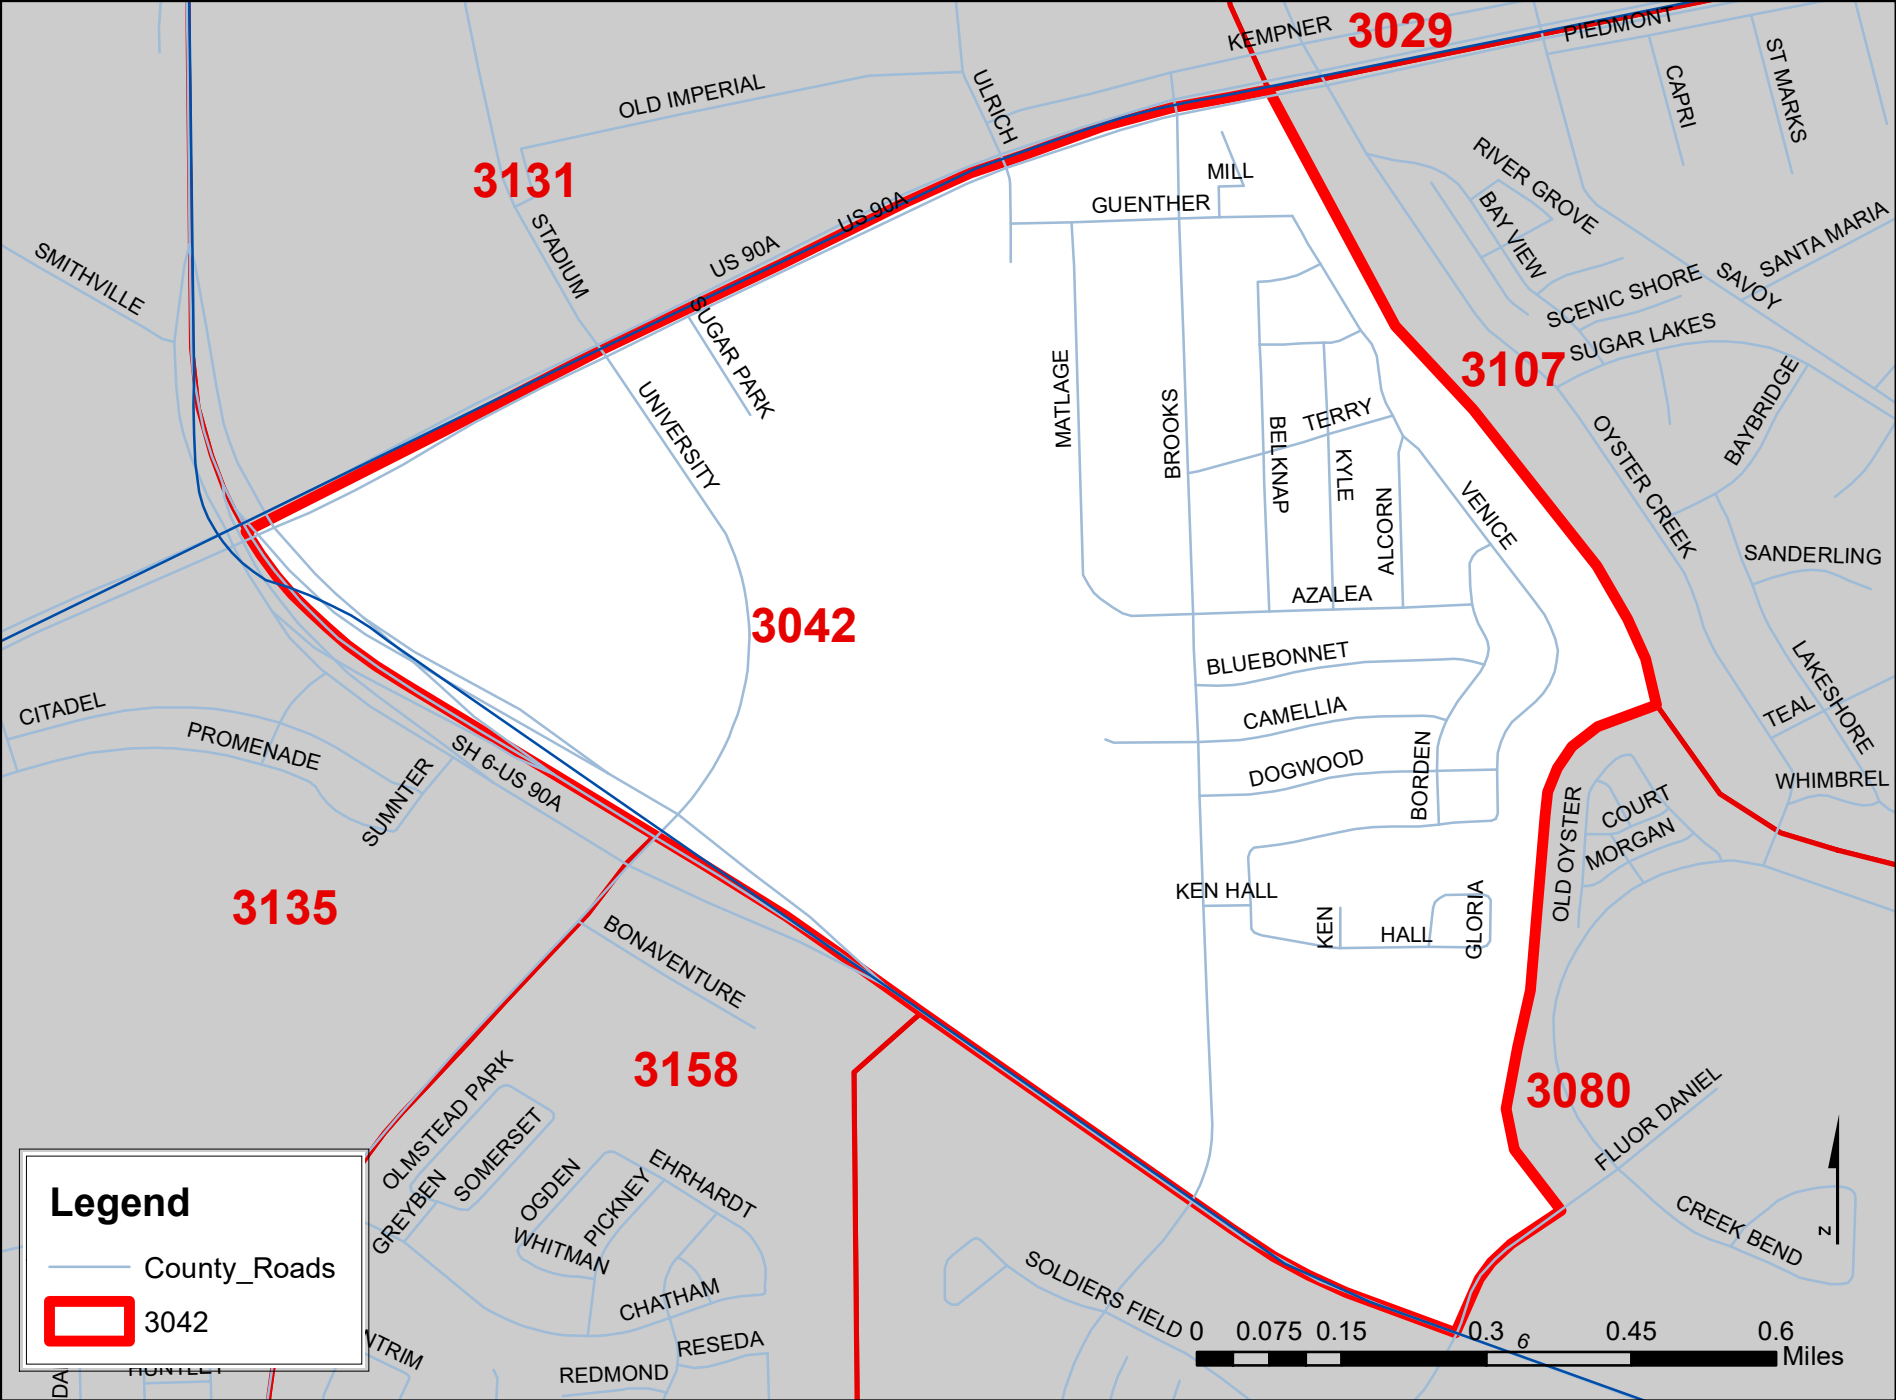 KEMPNER
3029
PIEDMONT
ST MARKS
CAPRI
ULRICH
OLD IMPERIAL
3131
US 90A
US 90A
STADIUM
SMITHVILLE
MILL
GUENTHER
RIVER GROVE
BAY VIEW
SANTA MARIA
SAVOY
SCENIC SHORE
SUGAR LAKES
3107
SUGAR PARK
UNIVERSITY
MATLAGE
BROOKS
TERRY
BELKNAP
KYLE
ALCORN
VENICE
OYSTER CREEK
BAYBRIDGE
SANDERLING
AZALEA
3042
BLUEBONNET
CAMELLIA
DOGWOOD
BORDEN
LAKESHORE
TEAL
WHIMBREL
CITADEL
PROMENADE
SUMNTER
SH 6-US 90A
OLD OYSTER
COURT
MORGAN
3135
KEN HALL
KEN
HALL
GLORIA
BONAVENTURE
3158
3080
FLUOR DANIEL
CREEK BEND
OLMSTEAD PARK
SOMERSET
GREYBEN
OGDEN
PICKNEY
EHRHARDT
WHITMAN
CHATHAM
SOLDIERS FIELD
RESEDA
REDMOND
NTRIM
HUNTLEY
DA
Legend
County_Roads
3042
z
0 0.075 0.15 0.3 0.45 0.6
6
Miles